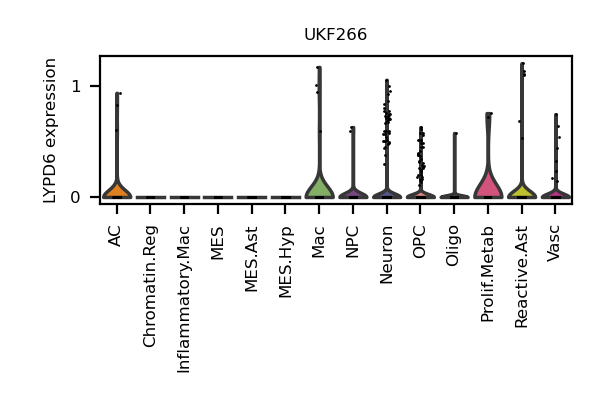 UKF266
LYPD6 expression
1
0
AC
Chromatin.Reg
Inflammatory.Mac
MES
MES.Ast
MES.Hyp
Mac
NPC
Neuron
OPC
Oligo
Prolif.Metab
Reactive.Ast
Vasc